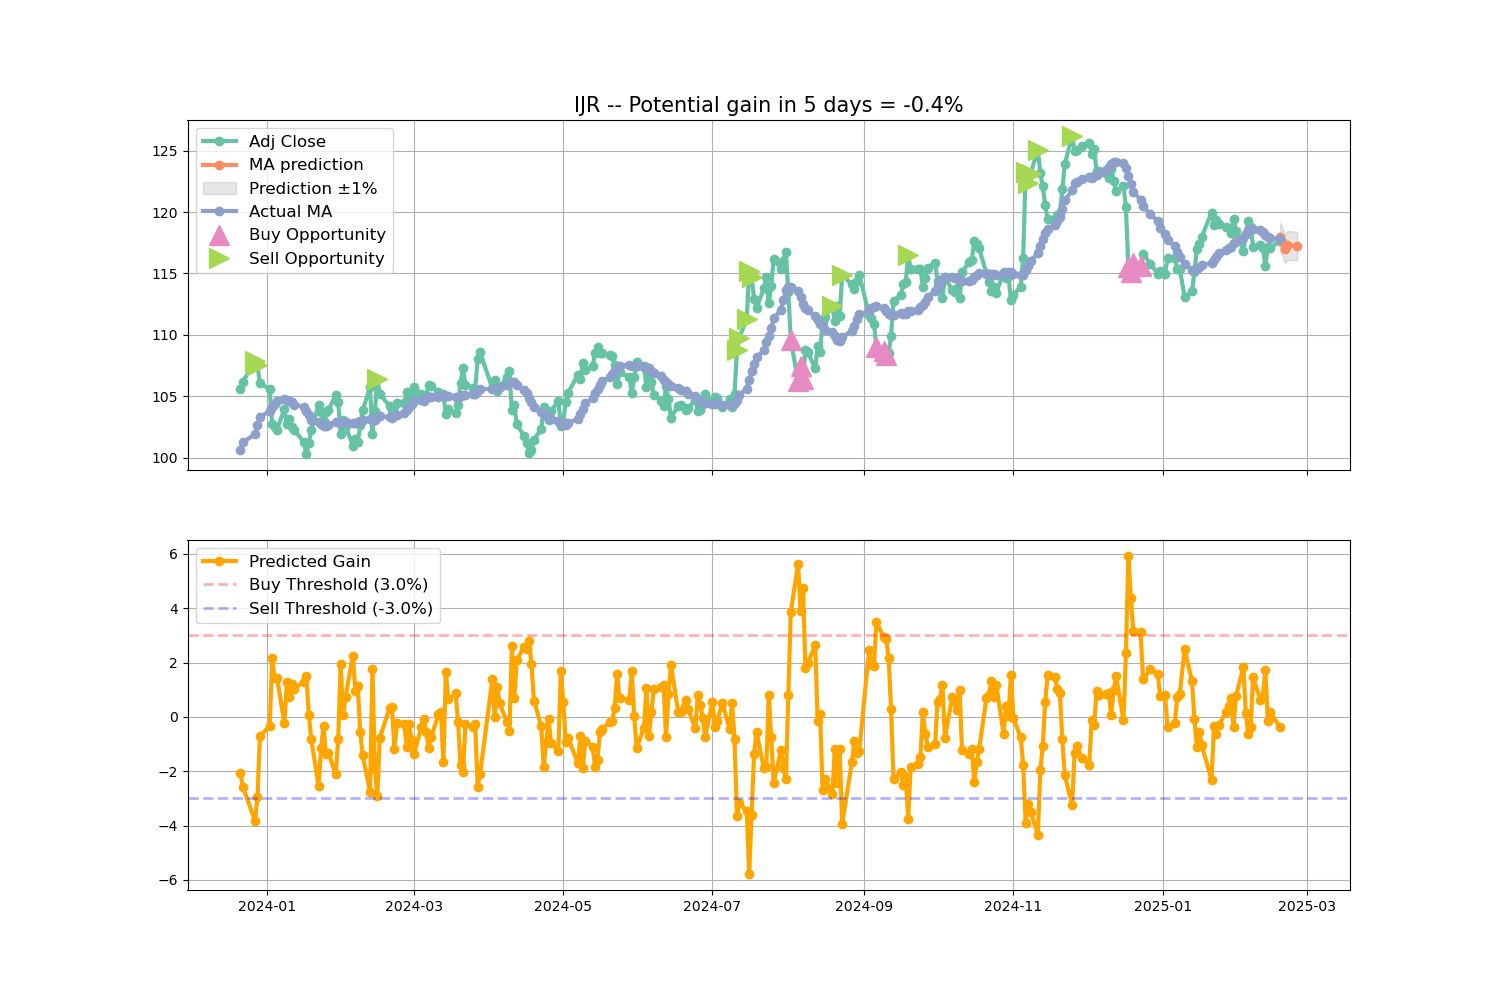 IJR -- Potential gain in 5 days = -0.4%
Adj Close
MA prediction
Prediction ±1%
Actual MA
Buy Opportunity
Sell Opportunity
125
120
115
110
105
100
Predicted Gain
Buy Threshold (3.0%)
Sell Threshold (-3.0%)
6
4
2
0
−2
−4
−6
2024-01 2024-03 2024-05 2024-07 2024-09 2024-11 2025-01 2025-03